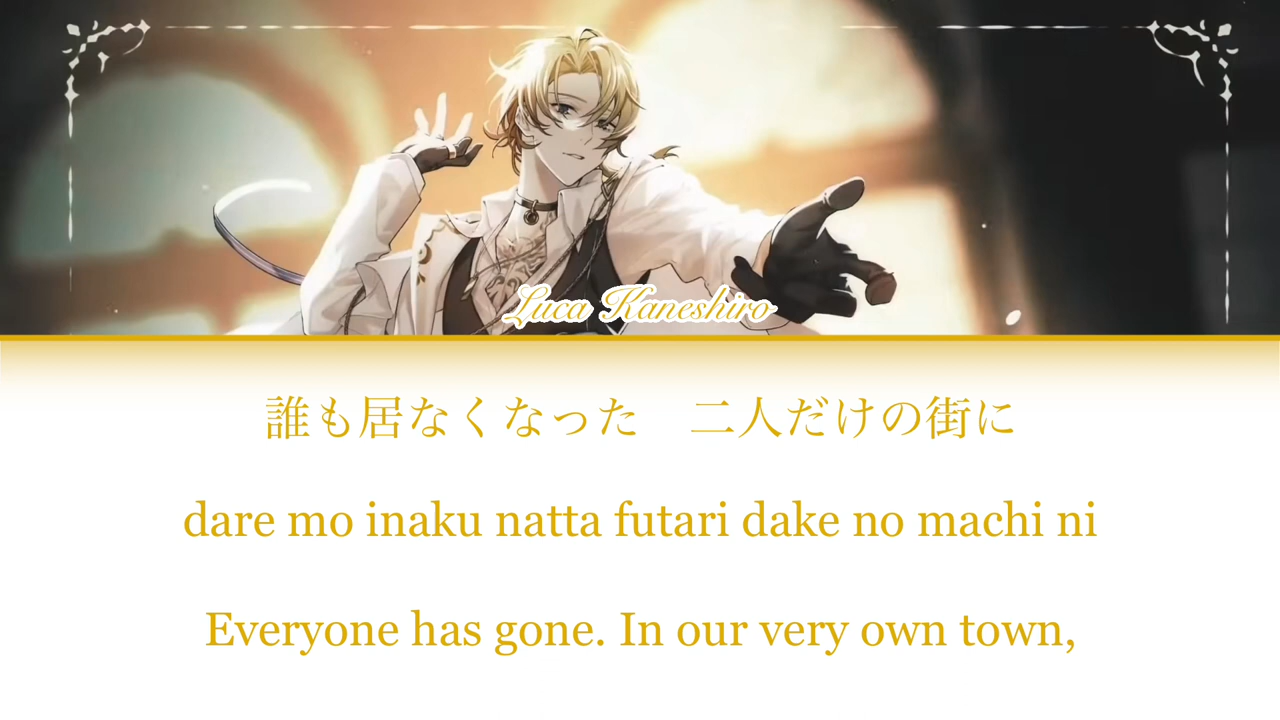 Luca Kaneshiro
誰も居なくなった　二人だけの街に
dare mo inaku natta futari dake no machi ni
Everyone has gone. In our very own town,